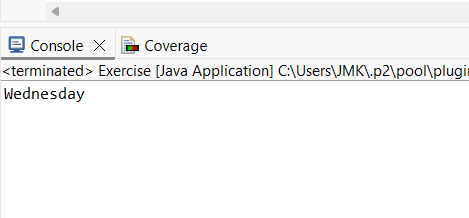 Console Coverage
<terminated> Exercise [Java Application] C:\Users\JMK\.p2\pool\plugin
Wednesday